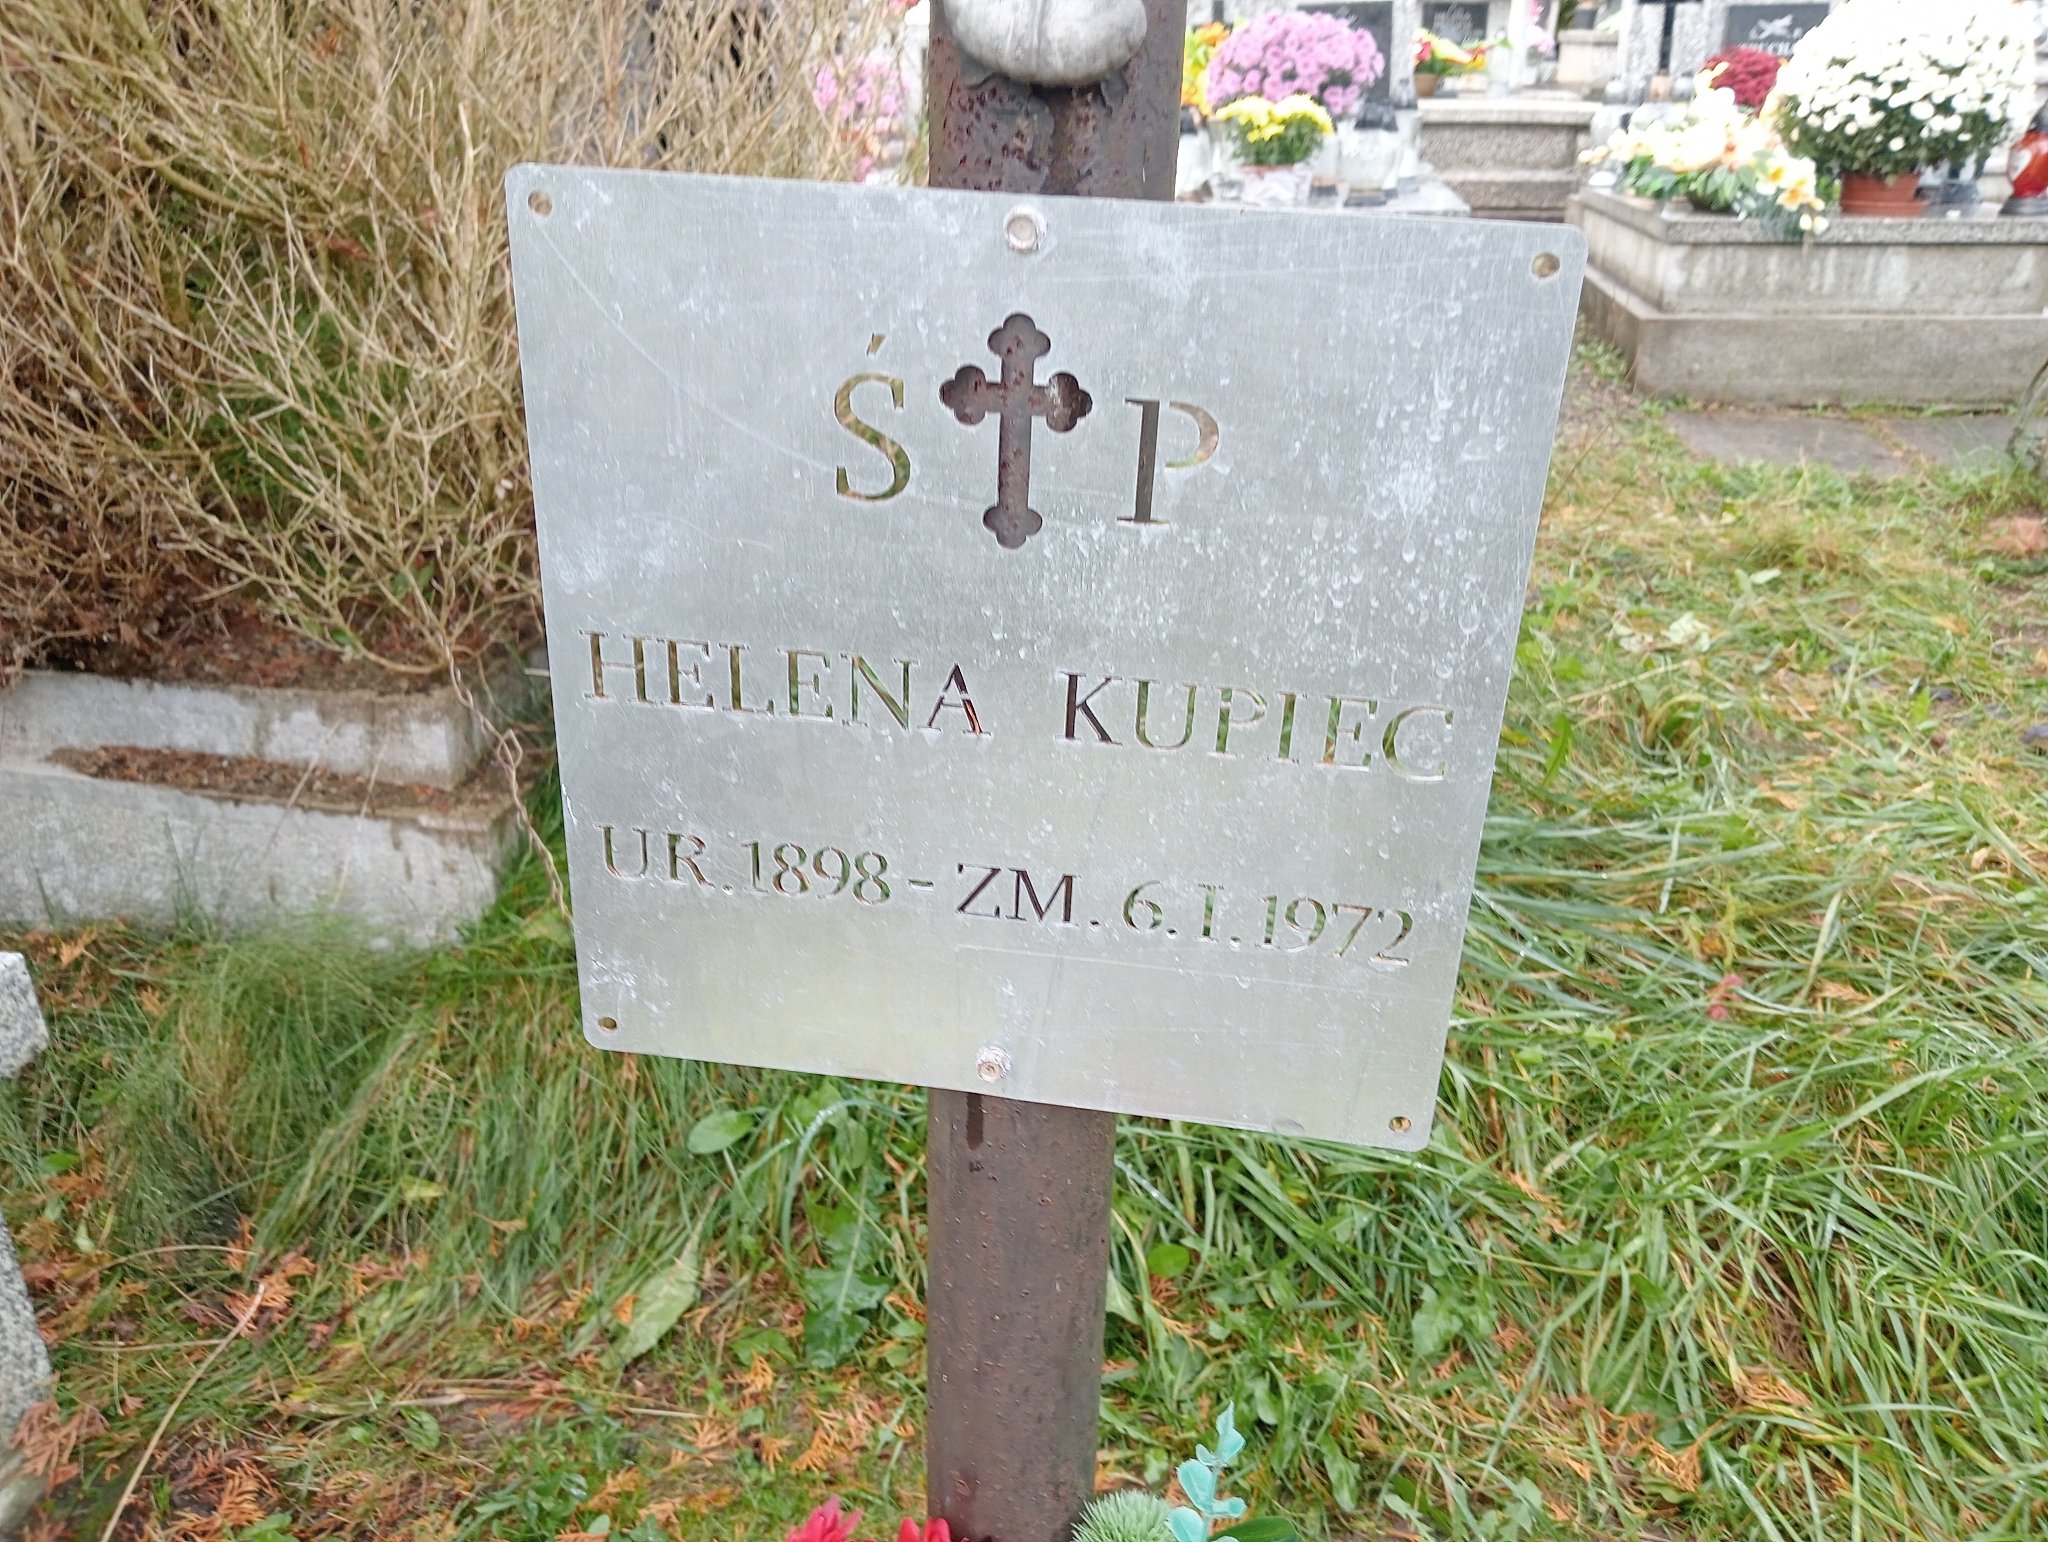 Ś P
HELENA KUPIEC
UR.1898 - ZM. 6.I.1972